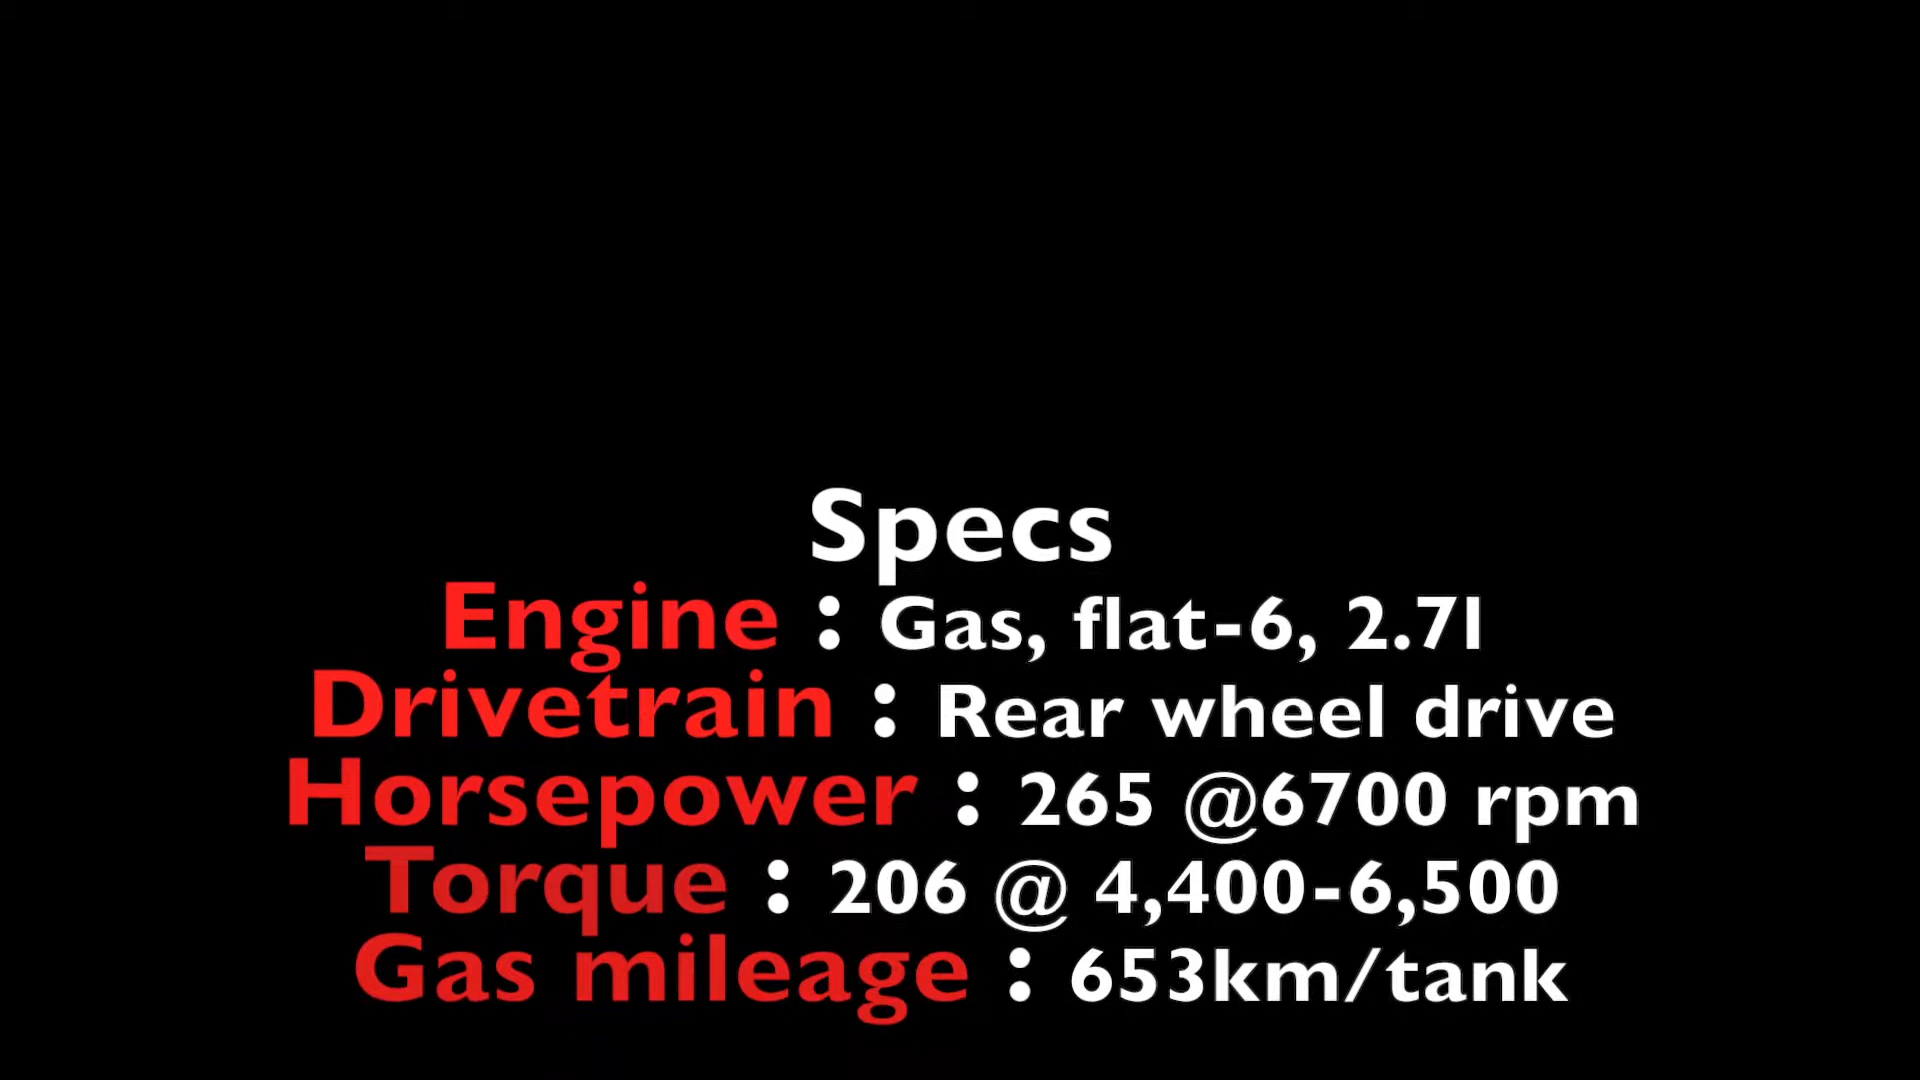 Specs
Engine : Gas, flat-6, 2.7l
Drivetrain : Rear wheel drive
Horsepower : 265 @6700 rpm
Torque : 206 @ 4,400-6,500
Gas mileage : 653km/tank